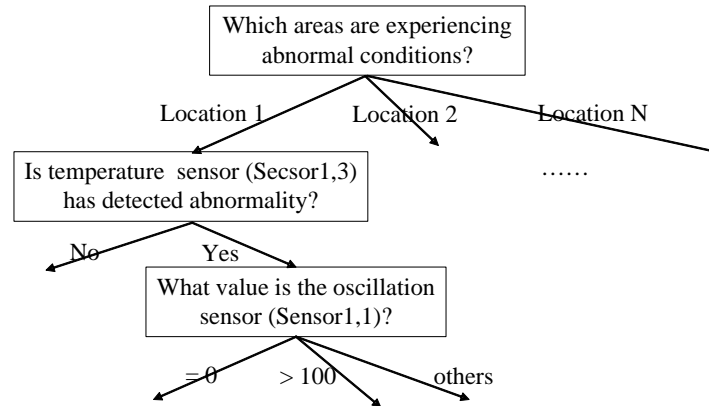 Which areas are experiencing
abnormal conditions?
Location 1
Location 2
Location N
Is temperature sensor (Secsor1,3)
has detected abnormality?
……
No
Yes
What value is the oscillation
sensor (Sensor1,1)?
= 0
> 100
others